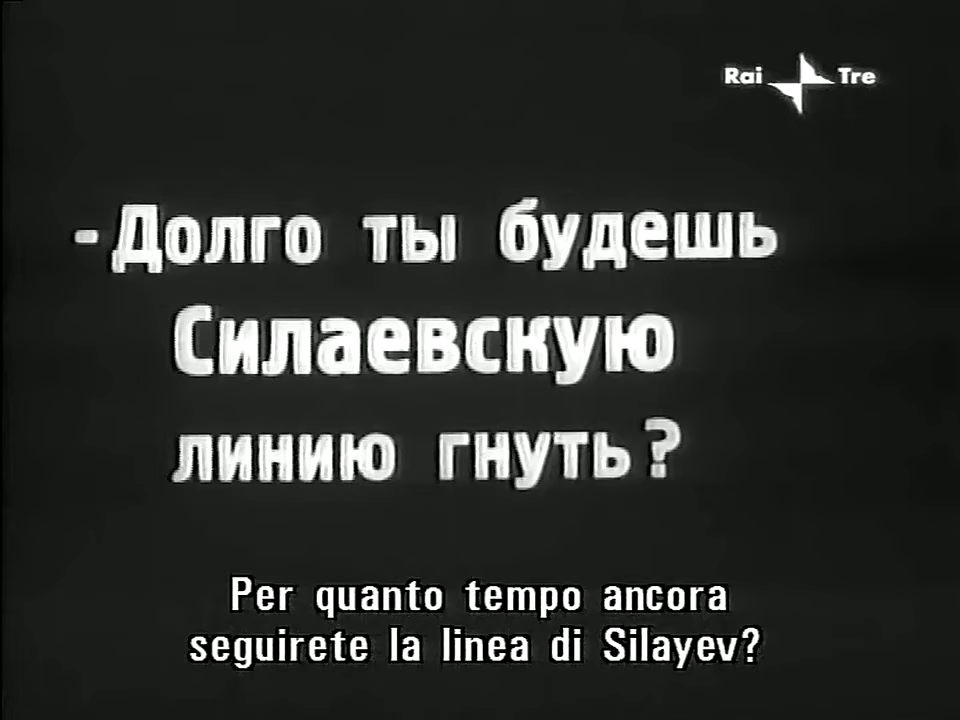 Rai Tre
-Долго ты будешь
Силаевскую
линию гнуть?
Per quanto tempo ancora
seguirete la linea di Silayev?